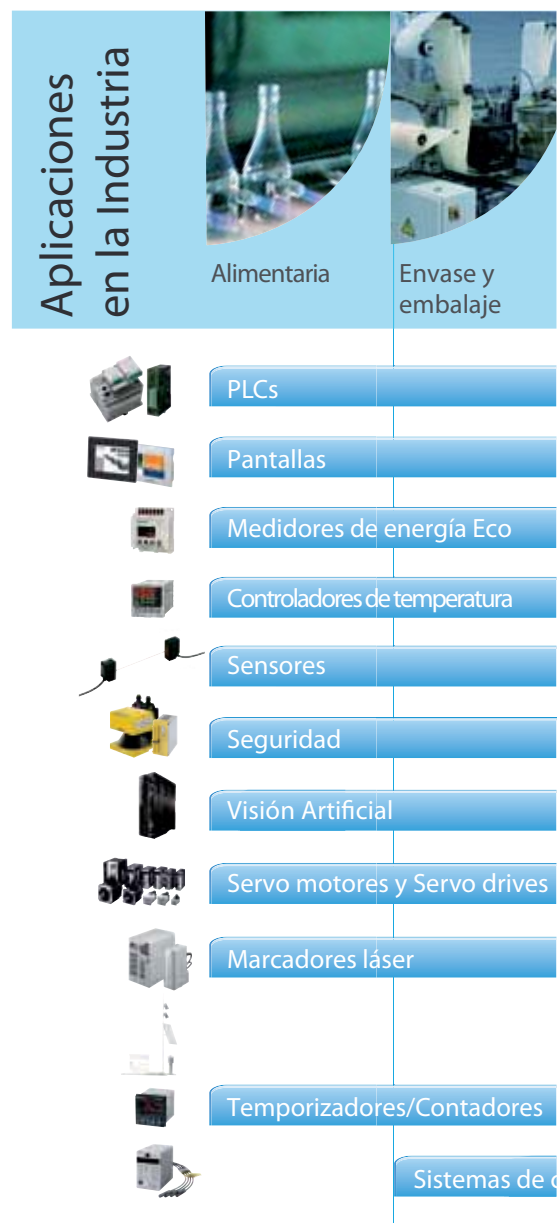 Aplicaciones
en la Industria
Alimentaria
Envase y
embalaje
PLCs
Pantallas
Medidores de energía Eco
Controladores de temperatura
Sensores
Seguridad
Visión Artificial
Servo motores y Servo drives
Marcadores láser
Temporizadores/Contadores
Sistemas de